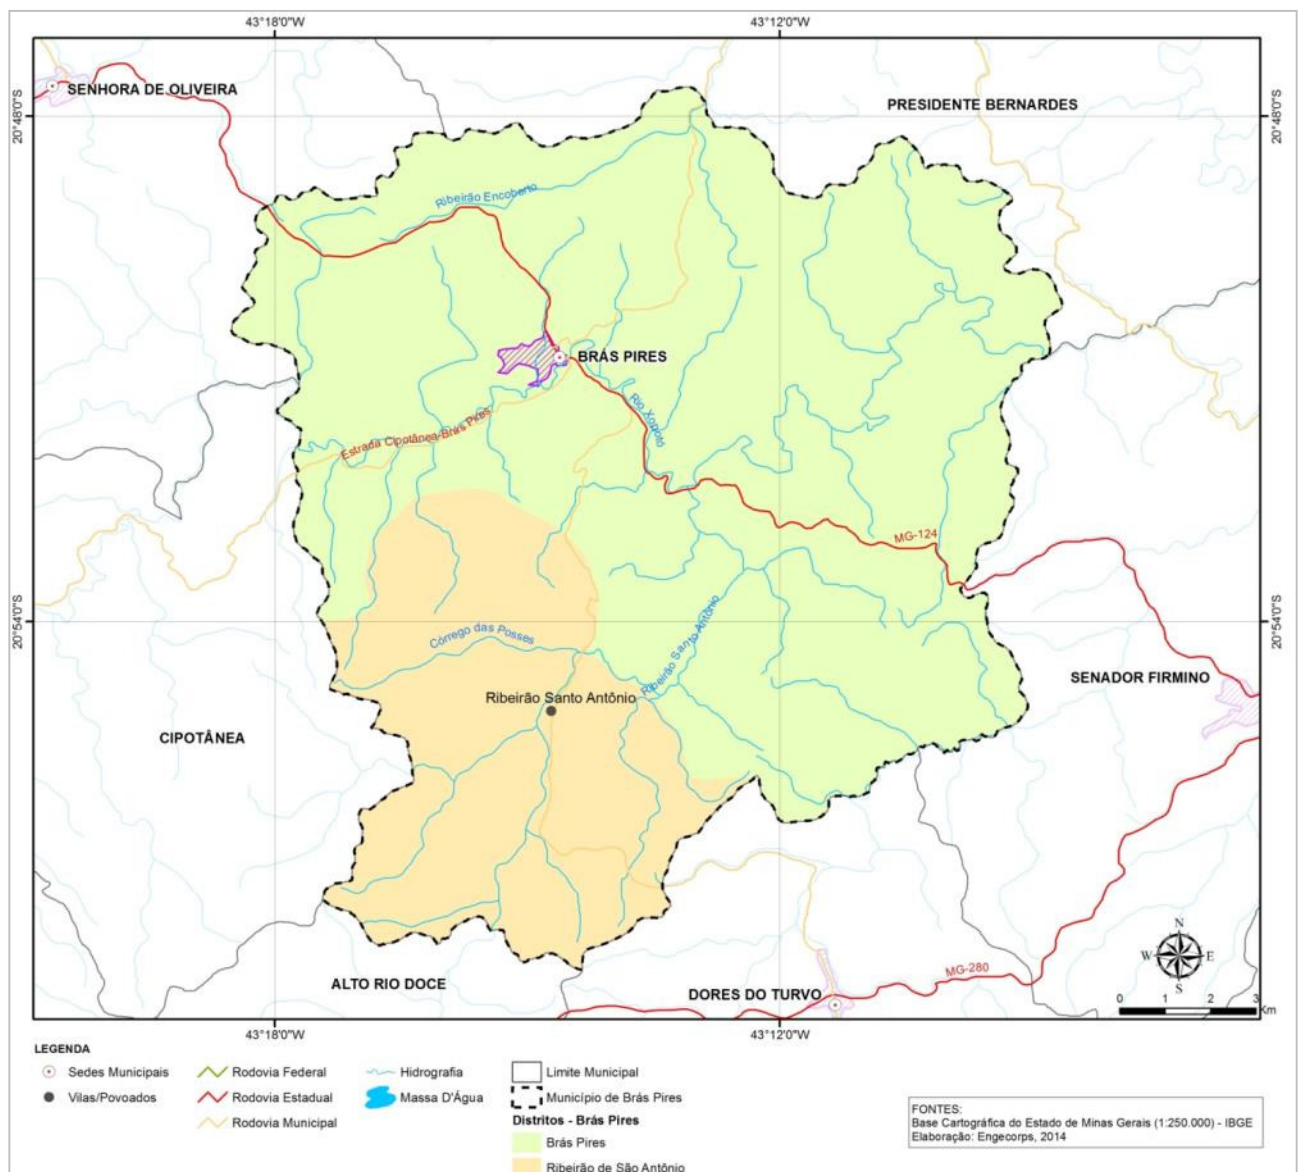 43°18'0"W
43°12'0"W
SENHORA DE OLIVEIRA
PRESIDENTE BERNARDES
20°48'0"S
20°48'0"S
Ribeirão Encoberto
BRÁS PIRES
Rio Xopotó
Estrada Cipotânea-Brás Pires
MG-124
20°54'0"S
20°54'0"S
Córrego das Posses
Ribeirão Santo Antônio
SENADOR FIRMINO
Ribeirão Santo Antônio
CIPOTÂNEA
N
W
E
S
ALTO RIO DOCE
MG-280
DORES DO TURVO
0 1 2 3
Km
43°18'0"W
43°12'0"W
LEGENDA
Sedes Municipais
Vilas/Povoados
Rodovia Federal
Rodovia Estadual
Rodovia Municipal
Hidrografia
Massa D'Água
Limite Municipal
Município de Brás Pires
Distritos - Brás Pires
Brás Pires
Ribeirão de São Antônio
FONTES:
Base Cartográfica do Estado de Minas Gerais (1:250.000) - IBGE
Elaboração: Engecorps, 2014